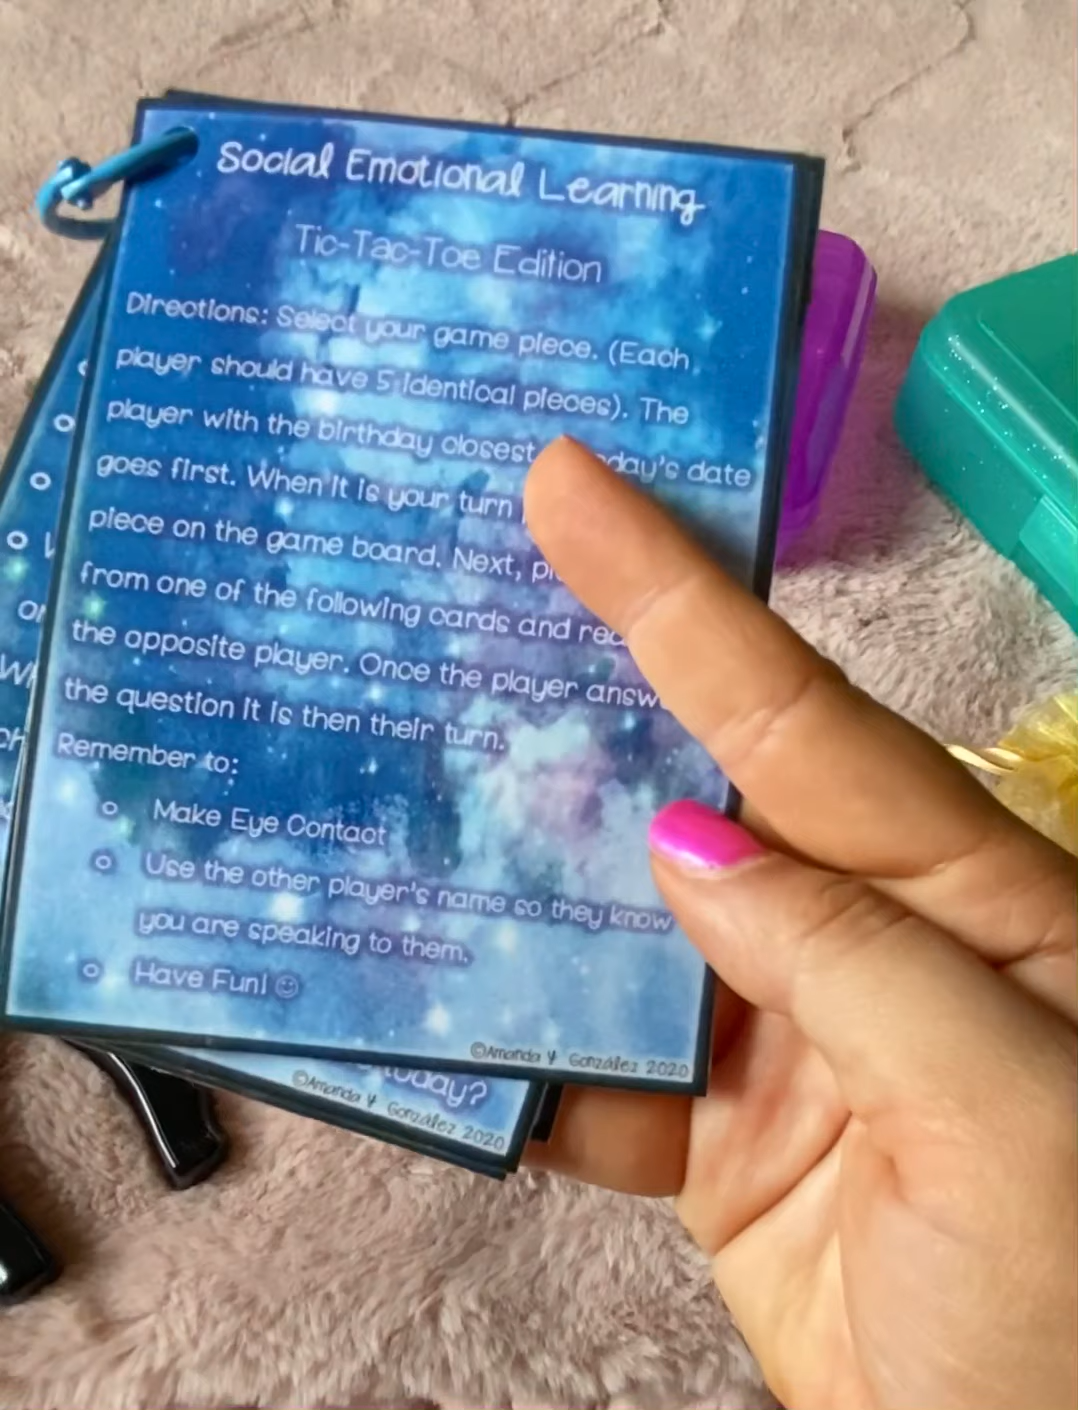 Social Emotional Learning
Tic-Tac-Toe Edition
Directions: Select your game piece. (Each
player should have 5 identical pieces). The
player with the birthday closest day's date
goes first. When it is your turn
piece on the game board. Next,
from one of the following cards and
the opposite player. Once the player
the question it is then their turn.
Remember to:
o Make Eye Contact
o Use the other player's name so they know
you are speaking to them.
o Have Fun! ☺
©Amanda Y González 2020
today?
©Amanda Y González 2020